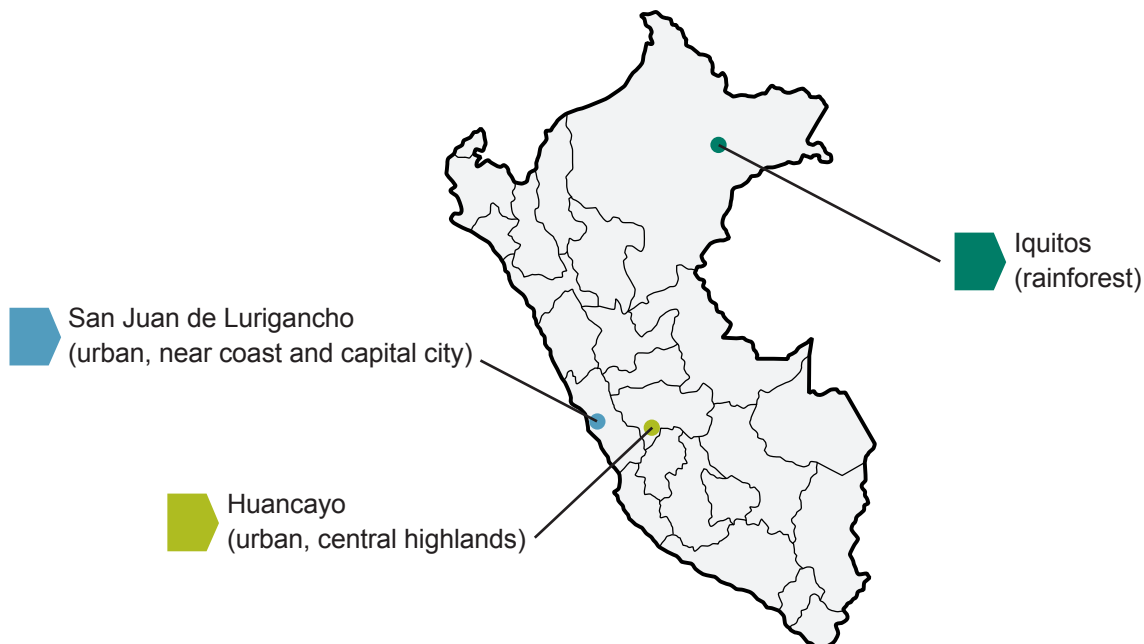 Iquitos
(rainforest)
San Juan de Lurigancho
(urban, near coast and capital city)
Huancayo
(urban, central highlands)